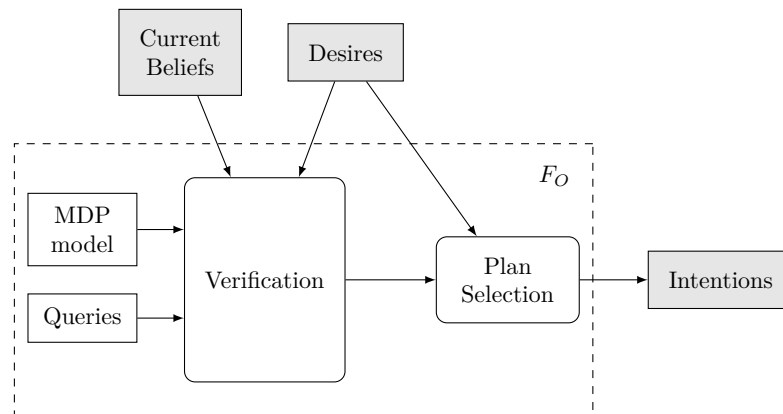 Current
Beliefs
Desires
F_O
MDP
model
Queries
Verification
Plan
Selection
Intentions